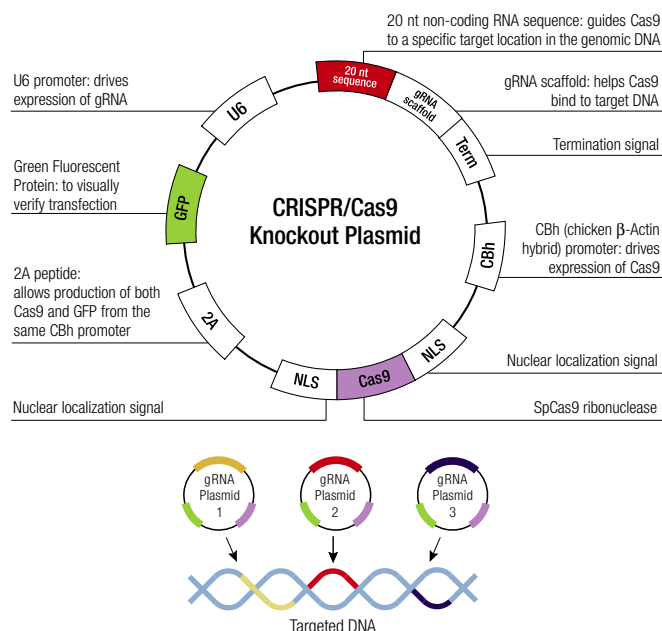 20 nt non-coding RNA sequence: guides Cas9
to a specific target location in the genomic DNA
U6 promoter: drives
expression of gRNA
gRNA scaffold: helps Cas9
bind to target DNA
Termination signal
Green Fluorescent
Protein: to visually
verify transfection
CBh (chicken β-Actin
hybrid) promoter: drives
expression of Cas9
2A peptide:
allows production of both
Cas9 and GFP from the
same CBh promoter
Nuclear localization signal
Nuclear localization signal
SpCas9 ribonuclease
20 nt
sequence
gRNA
scaffold
Term
CBh
NLS
Cas9
NLS
2A
GFP
U6
CRISPR/Cas9
Knockout Plasmid
gRNA
Plasmid
1
gRNA
Plasmid
2
gRNA
Plasmid
3
Targeted DNA